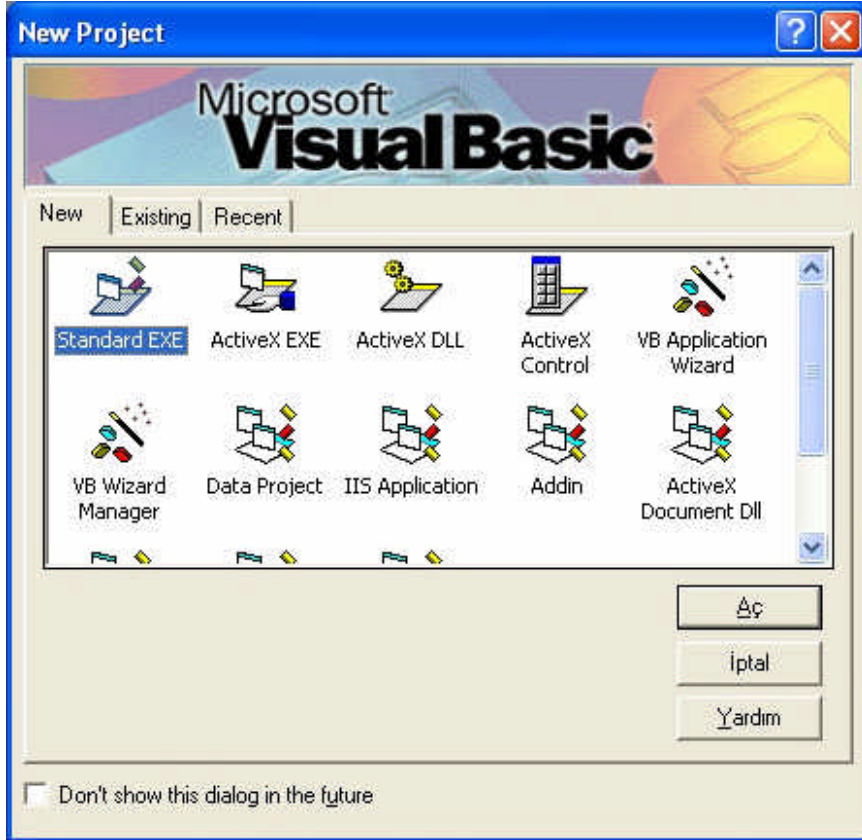 New Project
Microsoft
Visual Basic
New Existing Recent
Standard EXE ActiveX EXE ActiveX DLL ActiveX Control VB Application Wizard
VB Wizard Manager Data Project IIS Application Addin ActiveX Document Dll
Aç
İptal
Yardım
Don't show this dialog in the future